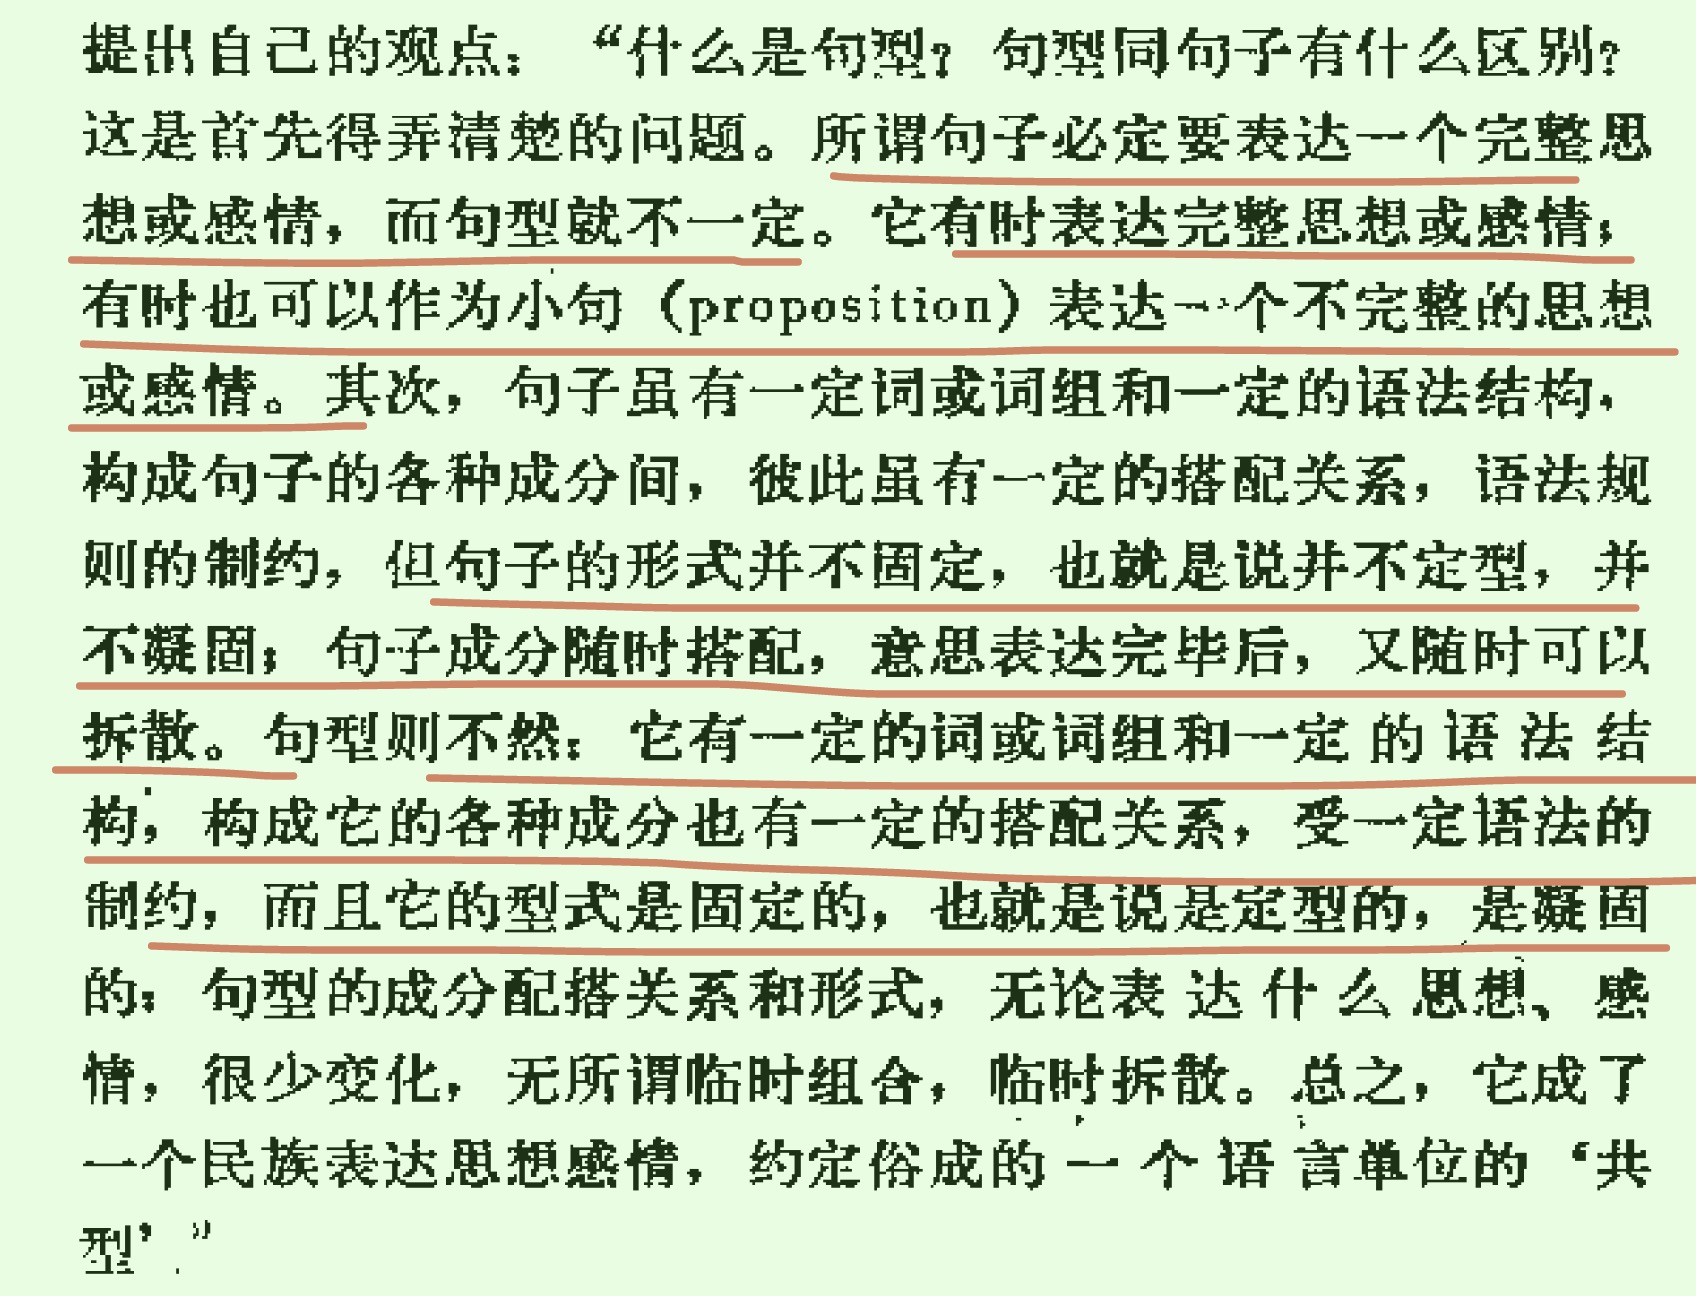 提出自己的观点：“什么是句型？句型同句子有什么区别？
这是首先得弄清楚的问题。所谓句子必定要表达一个完整思
想或感情，而句型就不一定。它有时表达完整思想或感情；
有时也可以作为小句（proposition）表达一个不完整的思想
或感情。其次，句子虽有一定词或词组和一定的语法结构，
构成句子的各种成分间，彼此虽有一定的搭配关系，语法规
则的制约，但句子的形式并不固定，也就是说并不定型，并
不凝固；句子成分随时搭配，意思表达完毕后，又随时可以
拆散。句型则不然：它有一定的词或词组和一定的语法结
构，构成它的各种成分也有一定的搭配关系，受一定语法的
制约，而且它的型式是固定的，也就是说是定型的，是凝固
的；句型的成分配搭关系和形式，无论表达什么思想、感
情，很少变化，无所谓临时组合，临时拆散。总之，它成了
一个民族表达思想感情，约定俗成的一个语言单位的‘共
型’。”